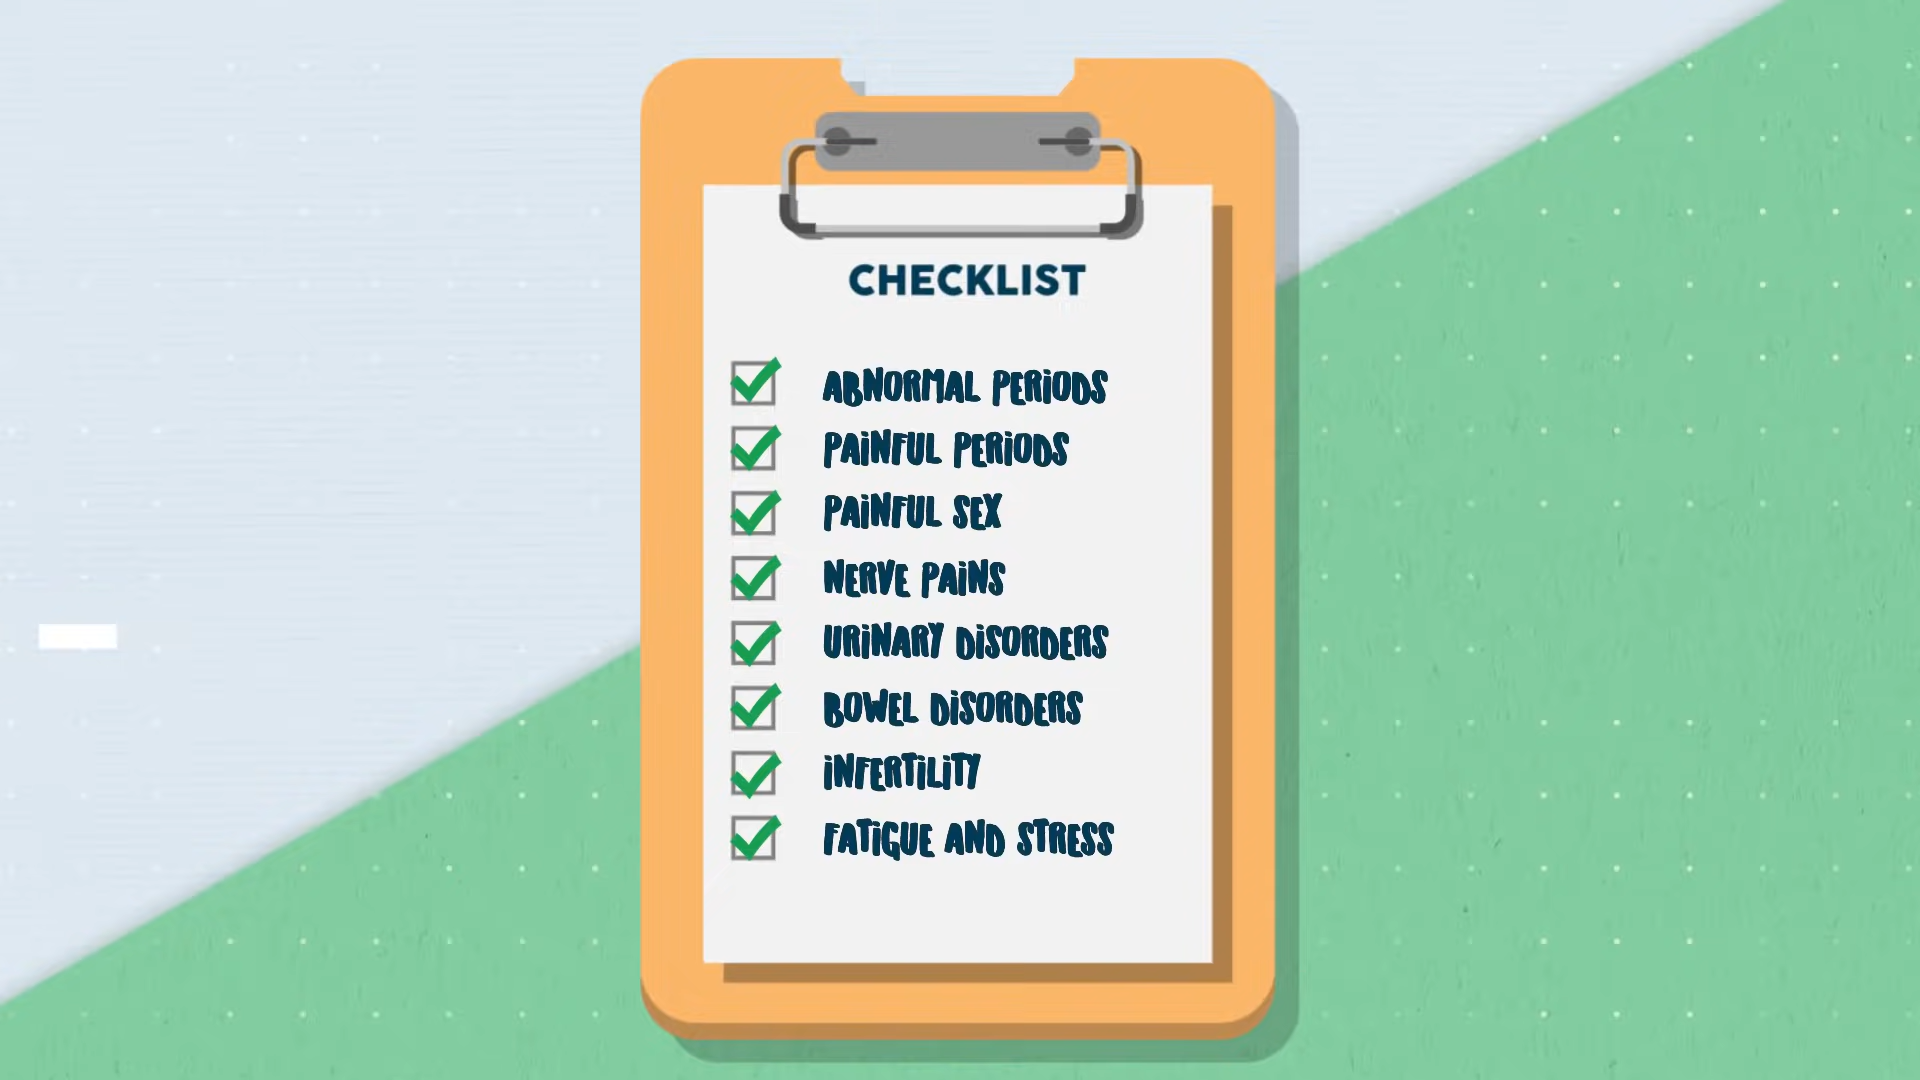 CHECKLIST
ABNORMAL PERIODS
PAINFUL PERIODS
PAINFUL SEX
NERVE PAINS
URINARY DISORDERS
BOWEL DISORDERS
INFERTILITY
FATIGUE AND STRESS